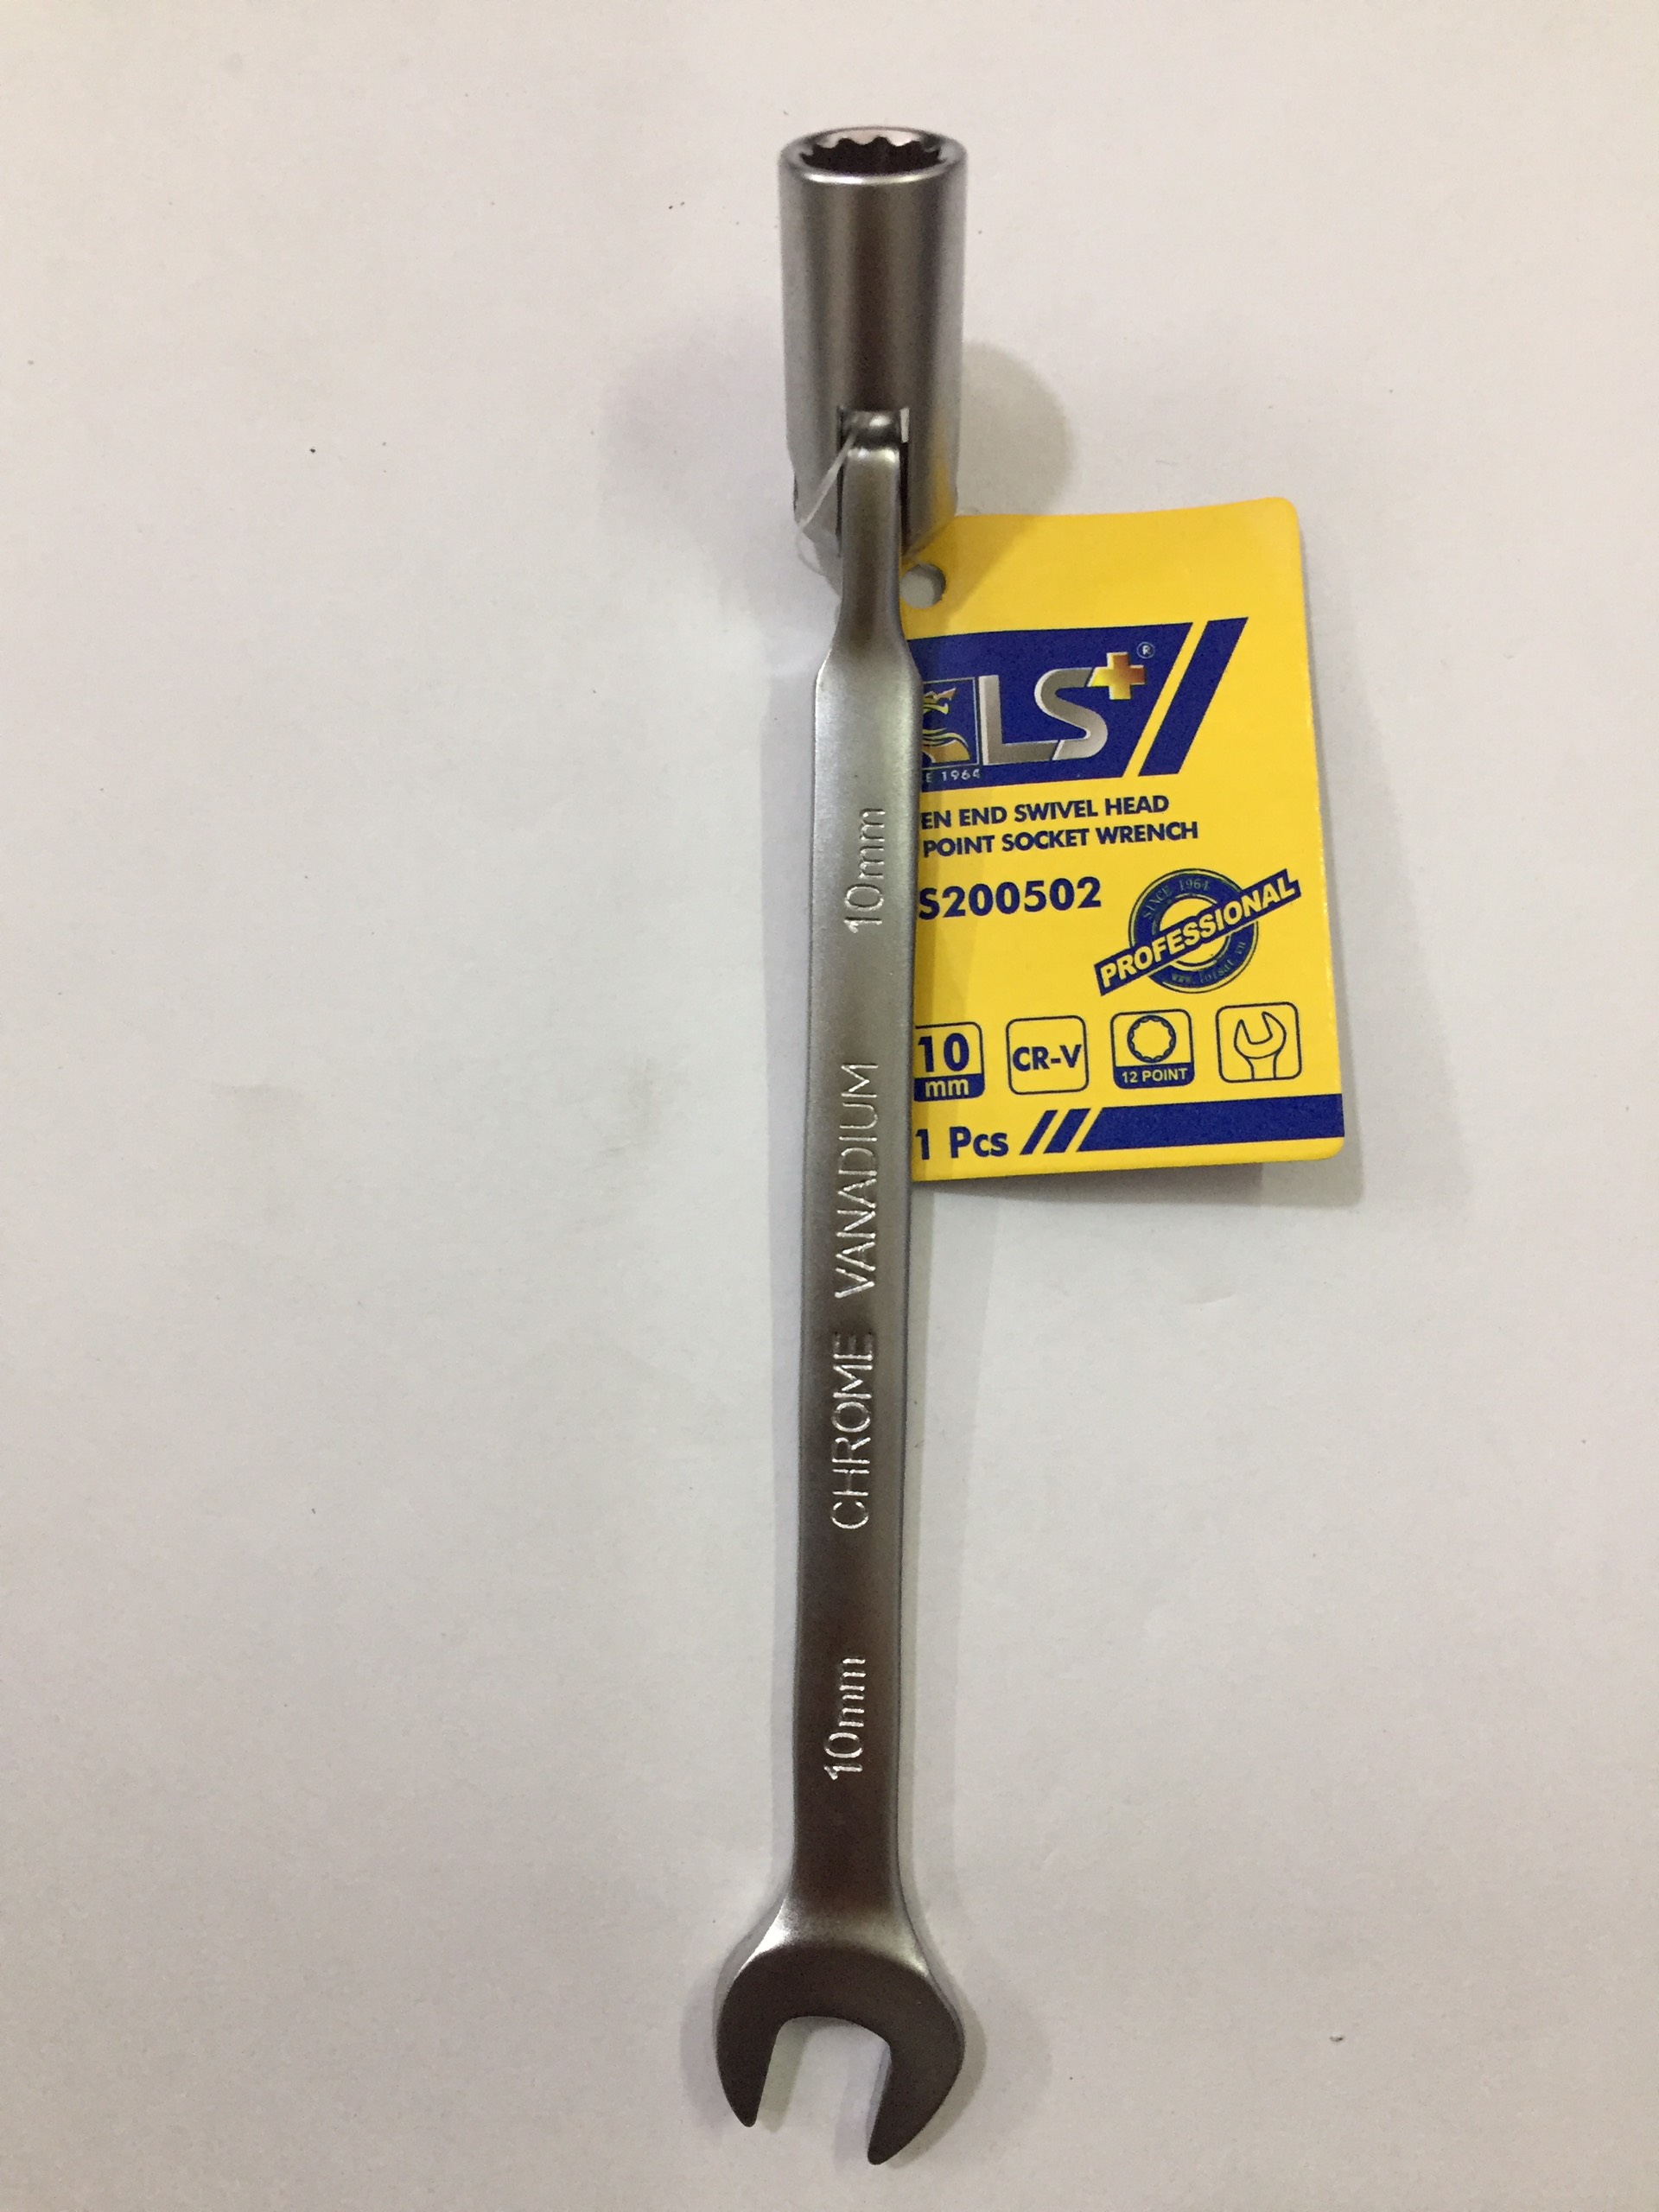 LS+®
E 1964
EN END SWIVEL HEAD
POINT SOCKET WRENCH
S200502
SINCE 1964
PROFESSIONAL
10
mm
CR-V
12 POINT
1 Pcs
10mm
CHROME VANADIUM
10mm